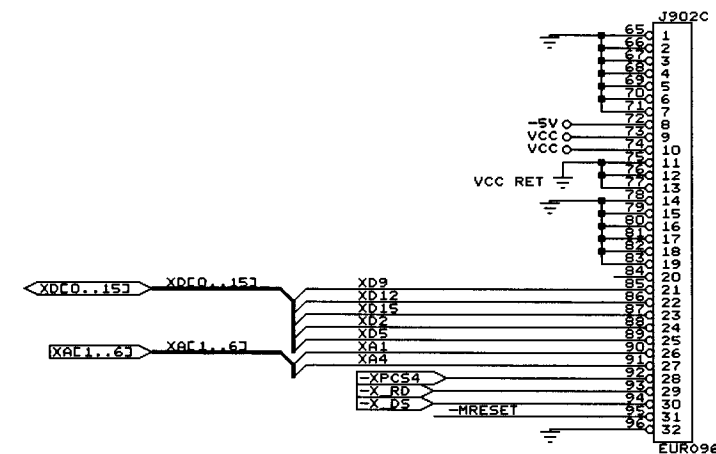 J902C
65 1
66 2
67 3
68 4
69 5
70 6
71 7
-5V 72 8
VCC 73 9
VCC 74 10
75 11
76 12
VCC RET 77 13
78 14
79 15
80 16
81 17
82 18
83 19
84 20
XD[0..15] XD[0..15] XD9 85 21
XD12 86 22
XD15 87 23
XD2 88 24
XD5 89 25
XA[1..6] XA[1..6] XA1 90 26
XA4 91 27
-XPCS4 92 28
-X_RD 93 29
-X_DS 94 30
-MRESET 95 31
96 32
EURO96